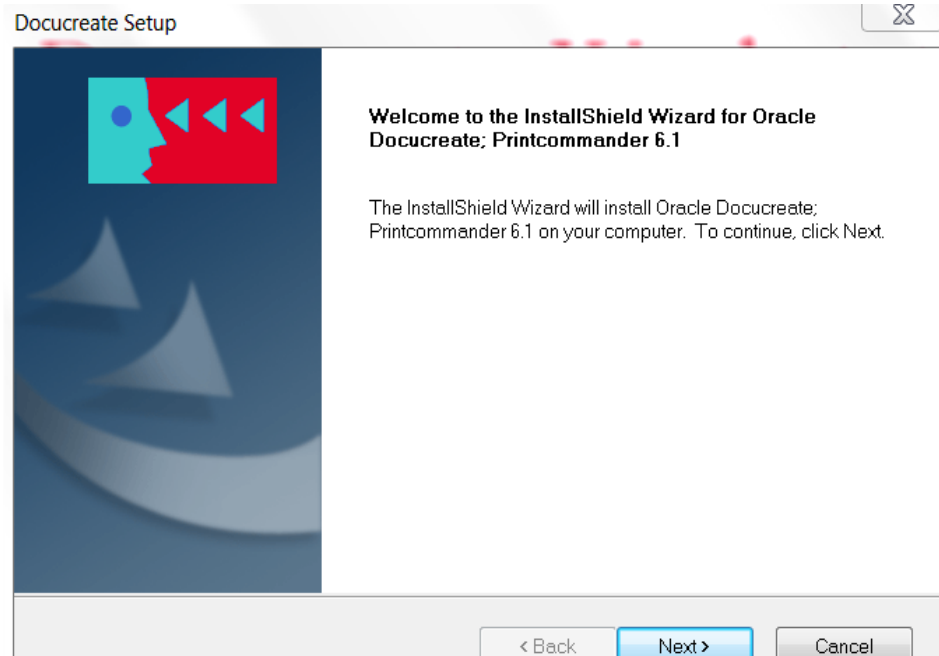 Docucreate Setup
Welcome to the InstallShield Wizard for Oracle
Docucreate; Printcommander 6.1
The InstallShield Wizard will install Oracle Docucreate;
Printcommander 6.1 on your computer. To continue, click Next.
< Back Next > Cancel